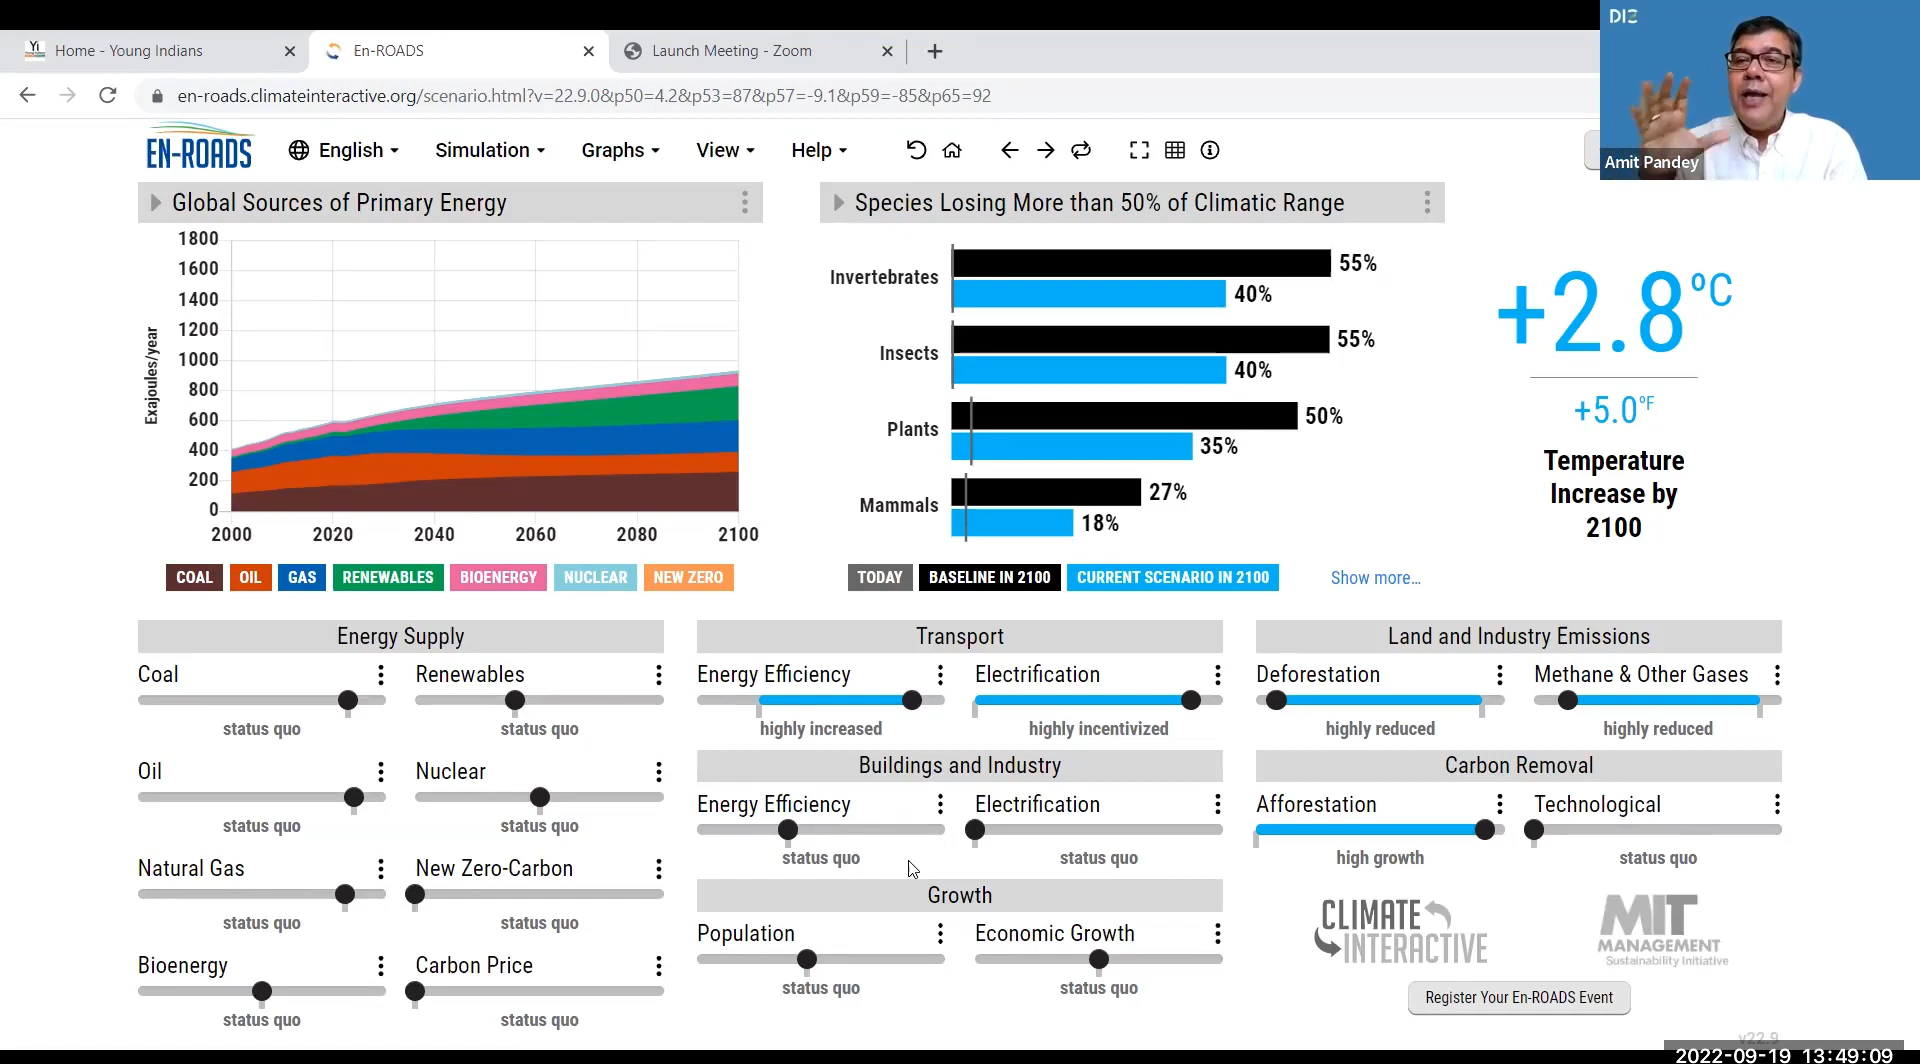 Home - Young Indians
En-ROADS
Launch Meeting - Zoom
en-roads.climateinteractive.org/scenario.html?v=22.9.0&p50=4.2&p53=87&p57=-9.1&p59=-85&p65=92
Amit Pandey
EN-ROADS
English
Simulation
Graphs
View
Help
Global Sources of Primary Energy
Exajoules/year
1800
1600
1400
1200
1000
800
600
400
200
0
2000 2020 2040 2060 2080 2100
COAL OIL GAS RENEWABLES BIOENERGY NUCLEAR NEW ZERO
Species Losing More than 50% of Climatic Range
Invertebrates 55%
40%
Insects 55%
40%
Plants 50%
35%
Mammals 27%
18%
TODAY BASELINE IN 2100 CURRENT SCENARIO IN 2100 Show more...
+2.8°C
+5.0°F
Temperature
Increase by
2100
Energy Supply
Coal
status quo
Renewables
status quo
Oil
status quo
Nuclear
status quo
Natural Gas
status quo
New Zero-Carbon
status quo
Bioenergy
status quo
Carbon Price
status quo
Transport
Energy Efficiency
highly increased
Electrification
highly incentivized
Buildings and Industry
Energy Efficiency
status quo
Electrification
status quo
Growth
Population
status quo
Economic Growth
status quo
Land and Industry Emissions
Deforestation
highly reduced
Methane & Other Gases
highly reduced
Carbon Removal
Afforestation
high growth
Technological
status quo
CLIMATE
INTERACTIVE
MIT
MANAGEMENT
Sustainability Initiative
Register Your En-ROADS Event
v22.9
2022-09-19 13:49:09